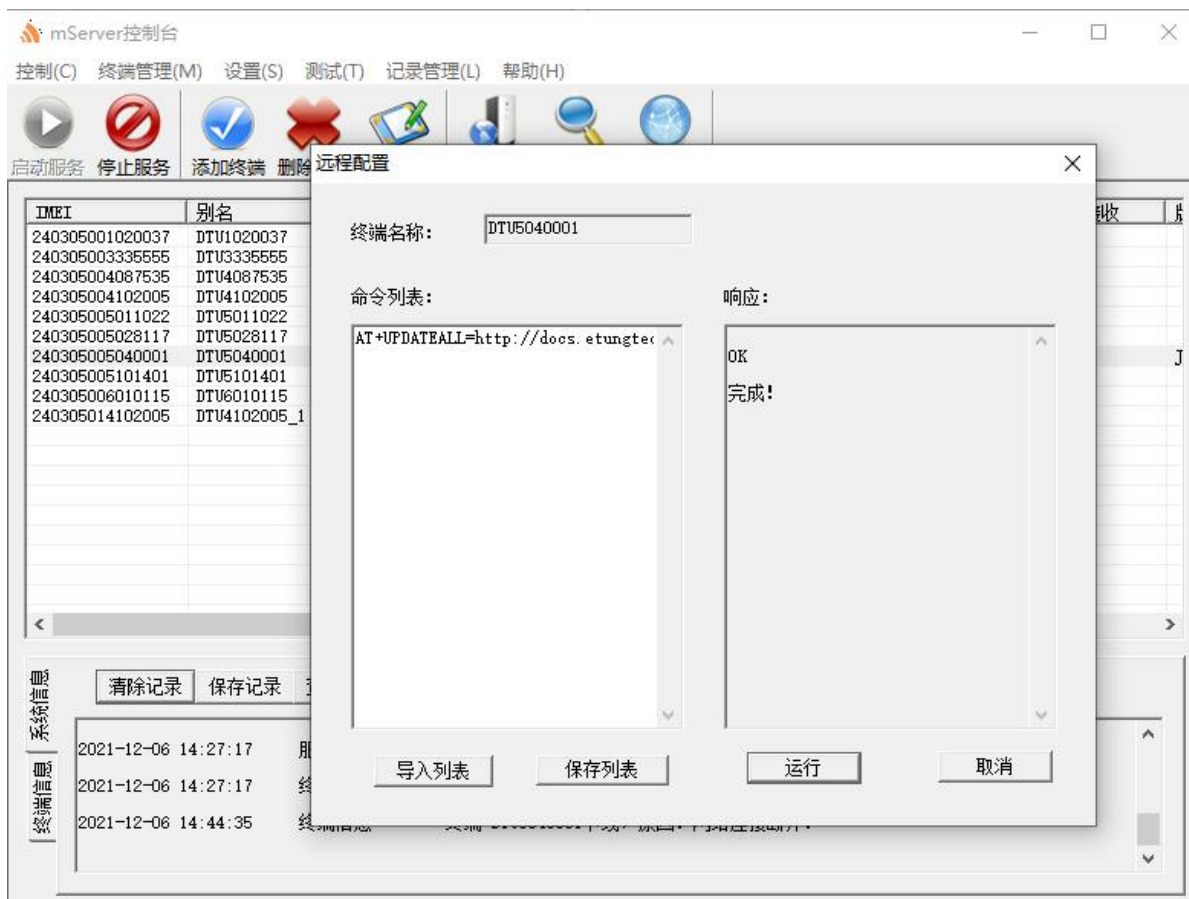 mServer控制台
控制(C) 终端管理(M) 设置(S) 测试(T) 记录管理(L) 帮助(H)
启动服务 停止服务 添加终端 删除
远程配置
IMEI 别名
240305001020037 DTU1020037
240305003335555 DTU3335555
240305004087535 DTU4087535
240305004102005 DTU4102005
240305005011022 DTU5011022
240305005028117 DTU5028117
240305005040001 DTU5040001
240305005101401 DTU5101401
240305006010115 DTU6010115
240305014102005 DTU4102005_1
终端名称: DTU5040001
命令列表: 响应:
AT+UPDATEALL=http://docs.etungtec
OK
完成!
导入列表 保存列表 运行 取消
系统信息
终端信息
清除记录 保存记录
2021-12-06 14:27:17
2021-12-06 14:27:17
2021-12-06 14:44:35